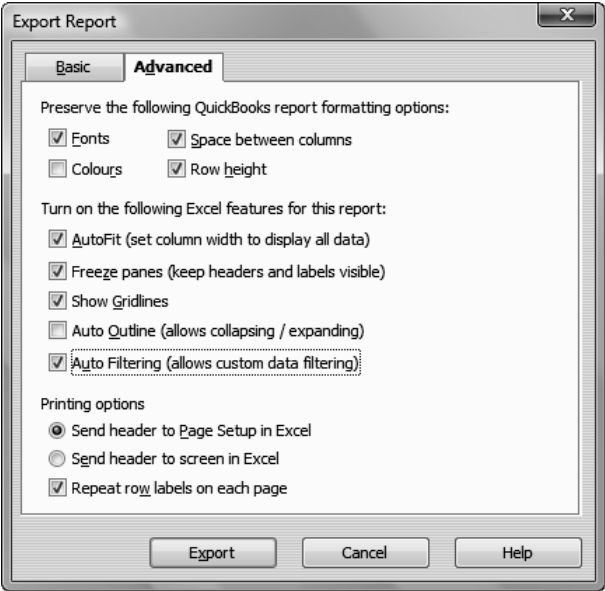 Export Report
Basic Advanced
Preserve the following QuickBooks report formatting options:
Fonts Space between columns
Colours Row height
Turn on the following Excel features for this report:
AutoFit (set column width to display all data)
Freeze panes (keep headers and labels visible)
Show Gridlines
Auto Outline (allows collapsing / expanding)
Auto Filtering (allows custom data filtering)
Printing options
Send header to Page Setup in Excel
Send header to screen in Excel
Repeat row labels on each page
Export Cancel Help